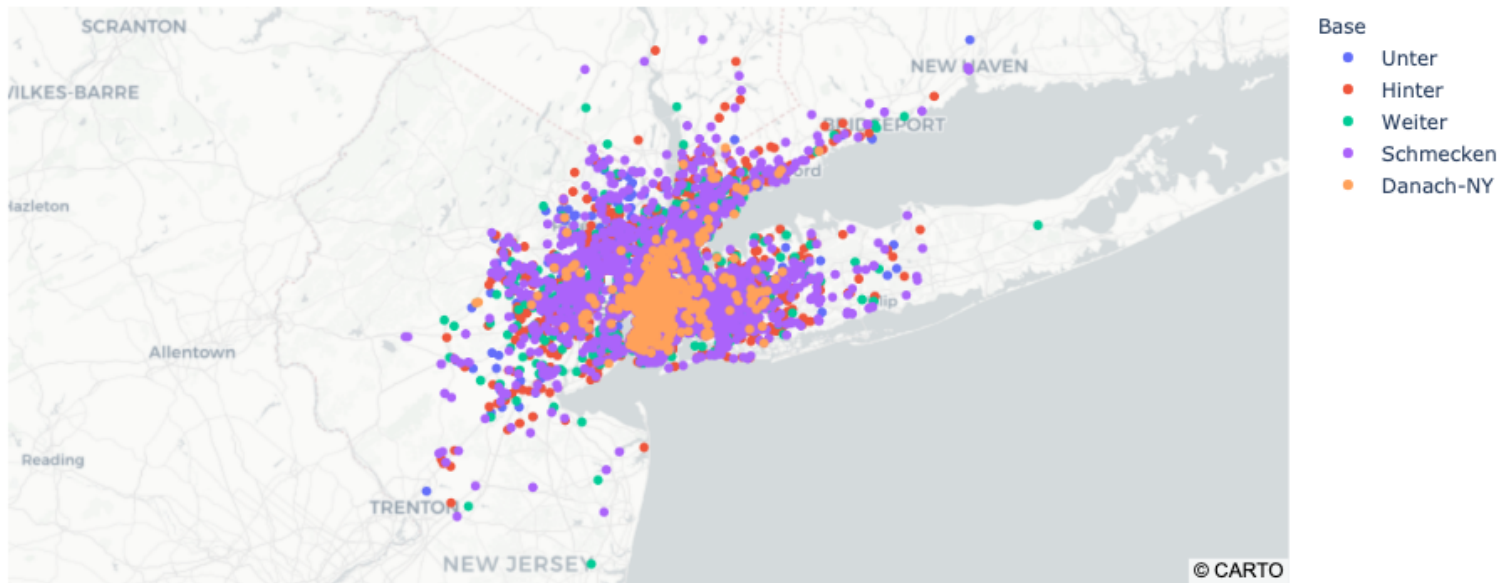 SCRANTON
Base
Unter
NEW HAVEN
Hinter
WILKES-BARRE
Weiter
BRIDGEPORT
Schmecken
Danach-NY
Hazleton
Allentown
Reading
TRENTON
NEW JERSEY
© CARTO